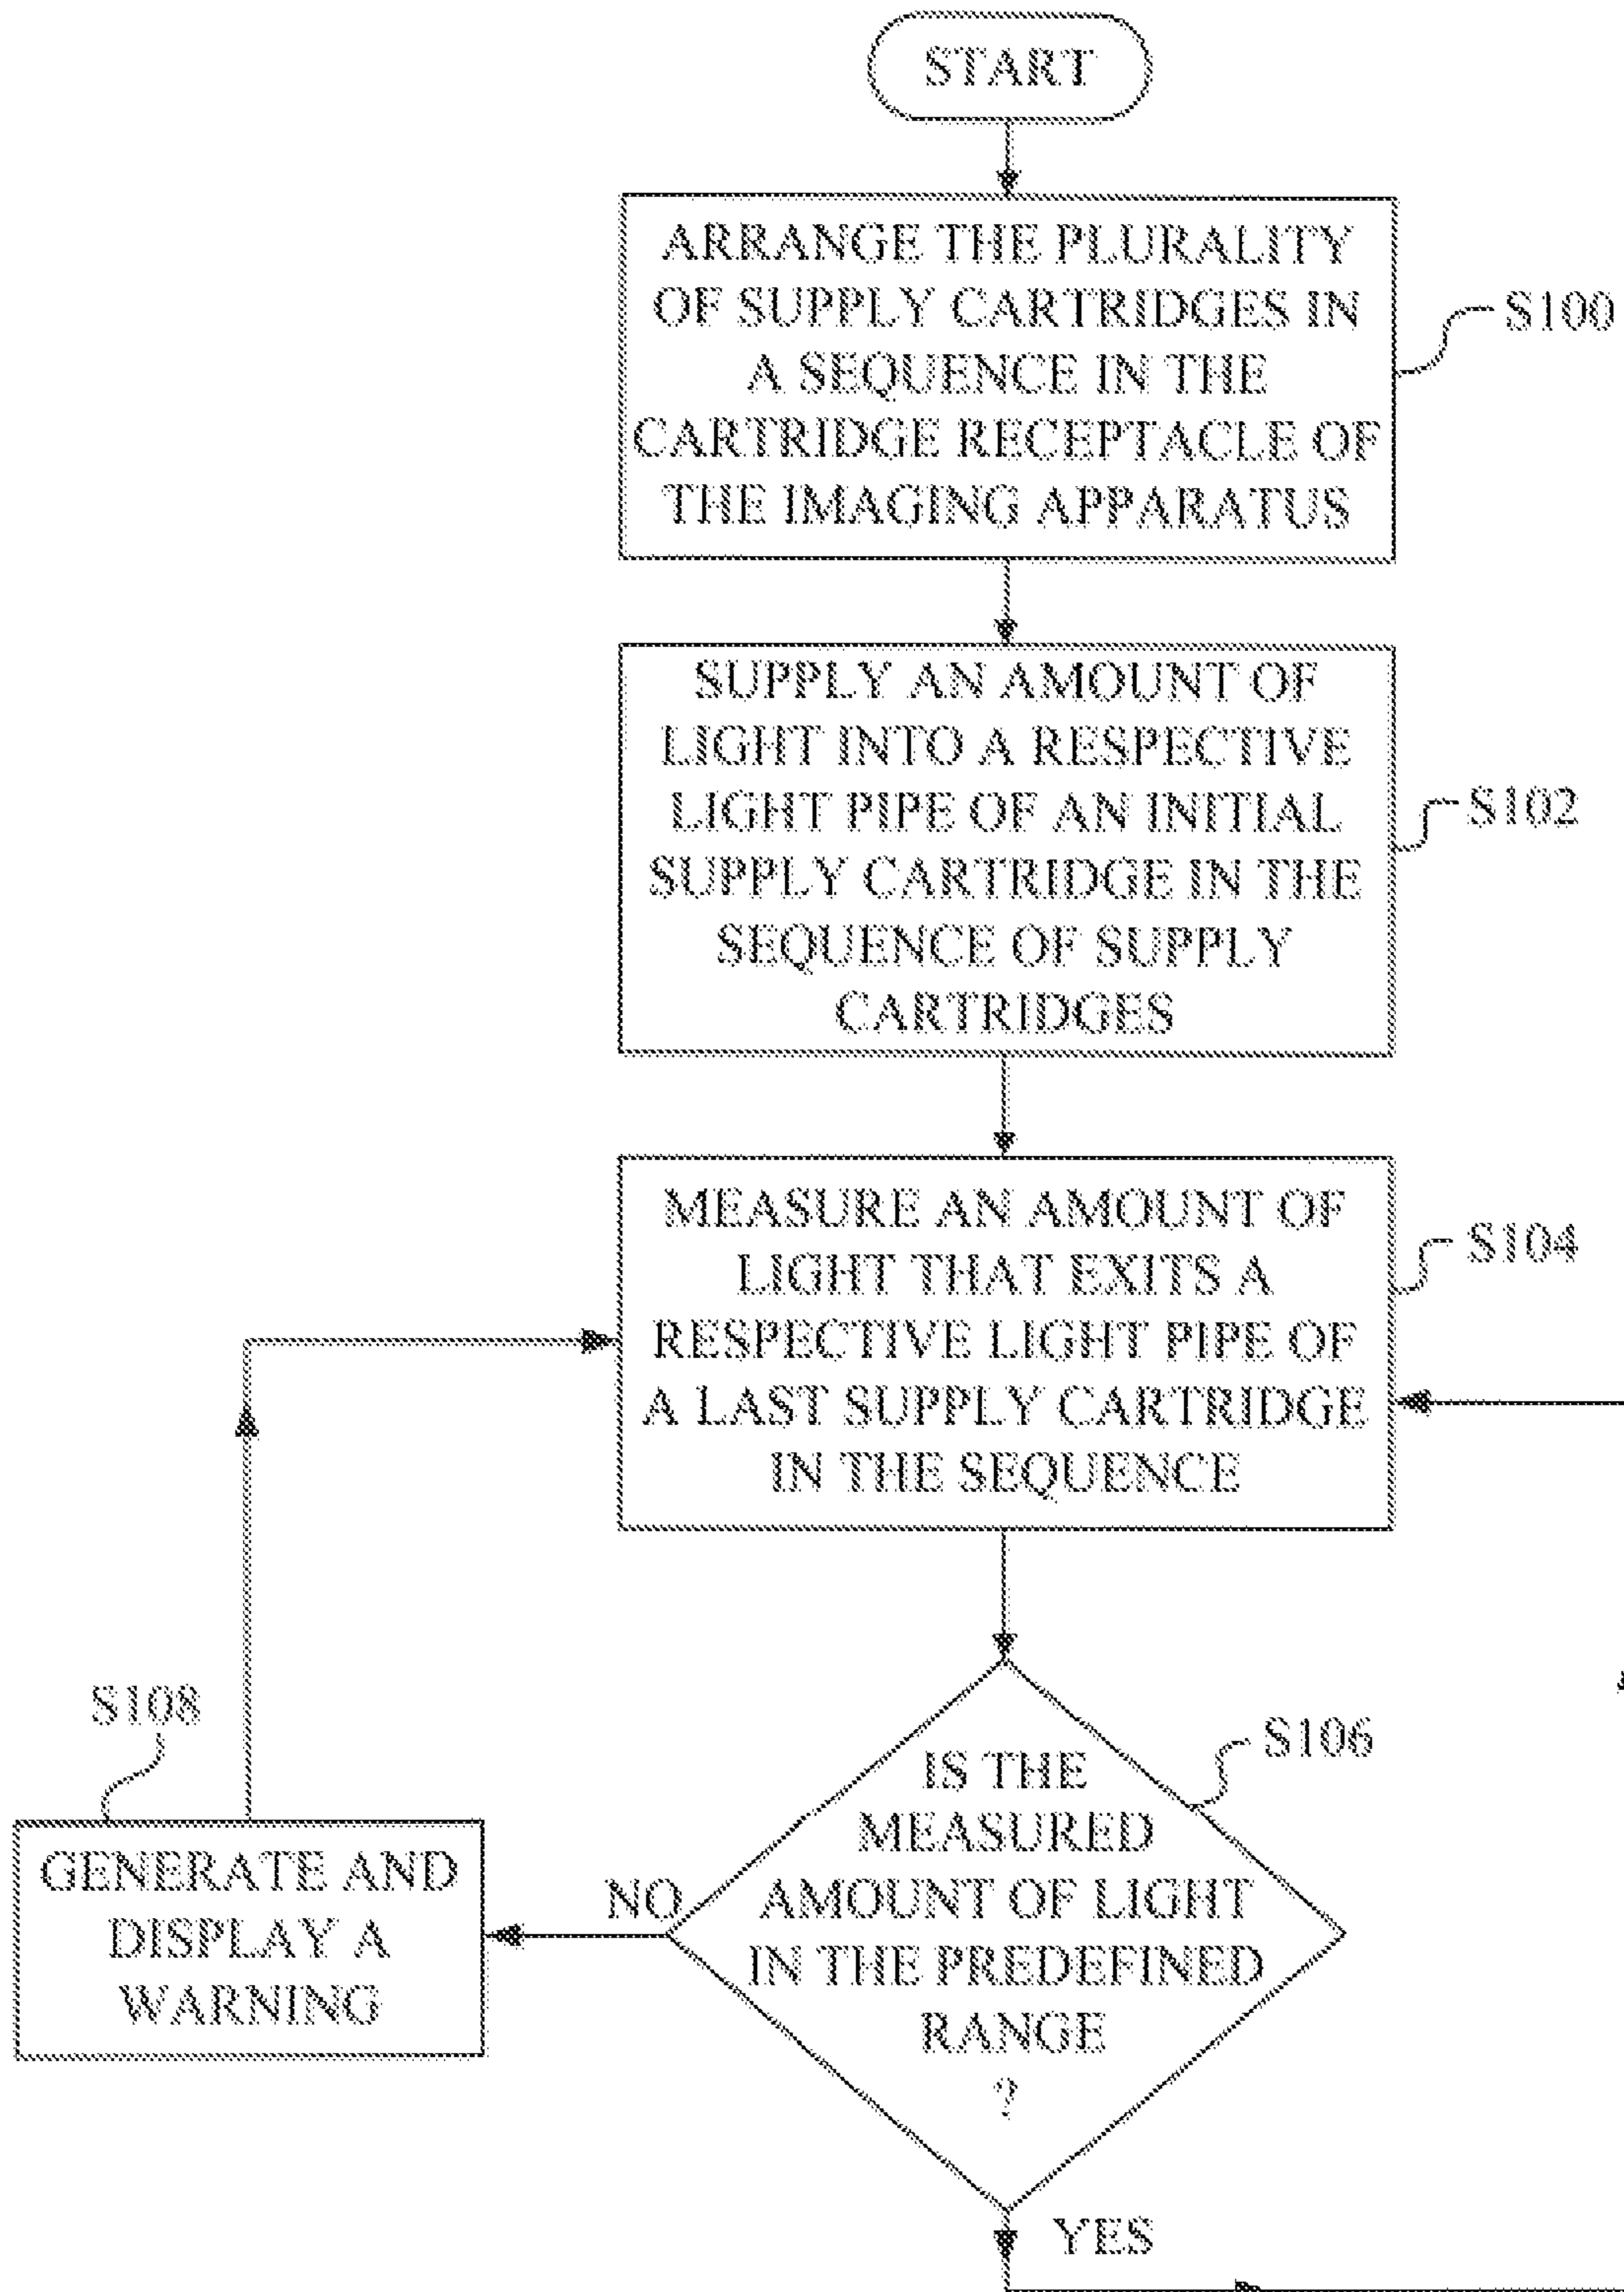 START
ARRANGE THE PLURALITY
OF SUPPLY CARTRIDGES IN
A SEQUENCE IN THE
CARTRIDGE RECEPTACLE OF
THE IMAGING APPARATUS
S100
SUPPLY AN AMOUNT OF
LIGHT INTO A RESPECTIVE
LIGHT PIPE OF AN INITIAL
SUPPLY CARTRIDGE IN THE
SEQUENCE OF SUPPLY
CARTRIDGES
S102
MEASURE AN AMOUNT OF
LIGHT THAT EXITS A
RESPECTIVE LIGHT PIPE OF
A LAST SUPPLY CARTRIDGE
IN THE SEQUENCE
S104
IS THE
MEASURED
AMOUNT OF LIGHT
IN THE PREDEFINED
RANGE
?
S106
NO
S108
GENERATE AND
DISPLAY A
WARNING
YES